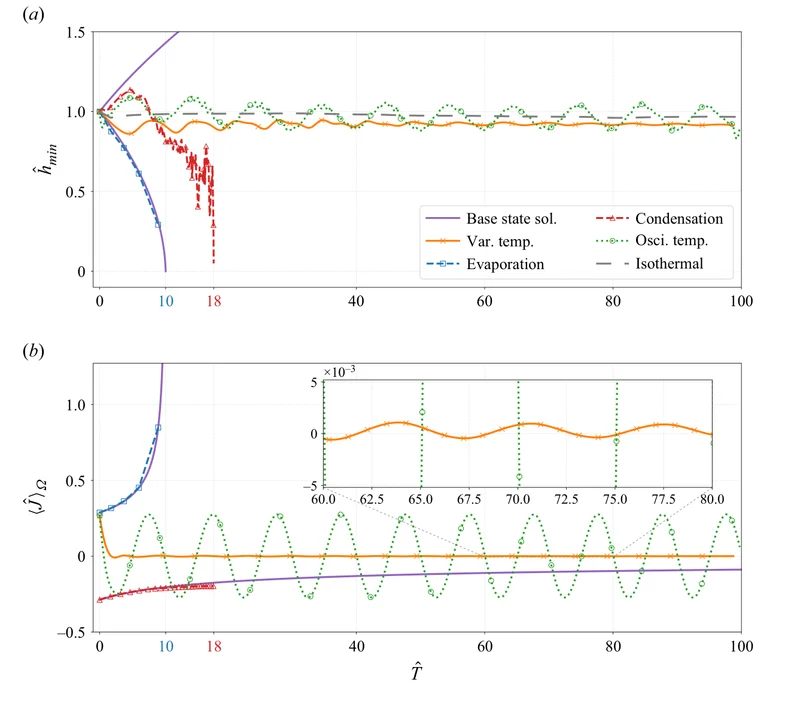 (a)
1.5
1.0
0.5
0
ĥmin
Base state sol.
Var. temp.
Evaporation
Condensation
Osci. temp.
Isothermal
0 10 18 40 60 80 100
(b)
1.0
0.5
0
–0.5
⟨Ĵ⟩Ω
×10⁻³
5
0
–5
60.0 62.5 65.0 67.5 70.0 72.5 75.0 77.5 80.0
0 10 18 40 60 80 100
T̂